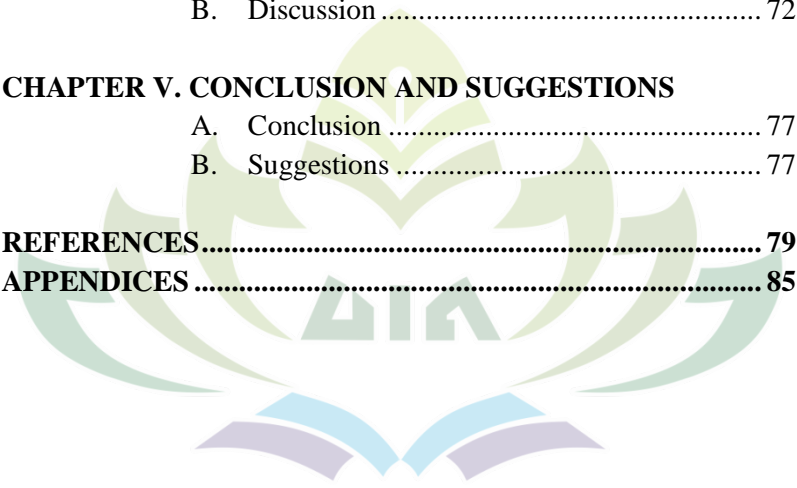 B. Discussion ................................................... 72
CHAPTER V. CONCLUSION AND SUGGESTIONS
A. Conclusion .................................................. 77
B. Suggestions ................................................. 77
REFERENCES........................................................................... 79
APPENDICES ............................................................................ 85